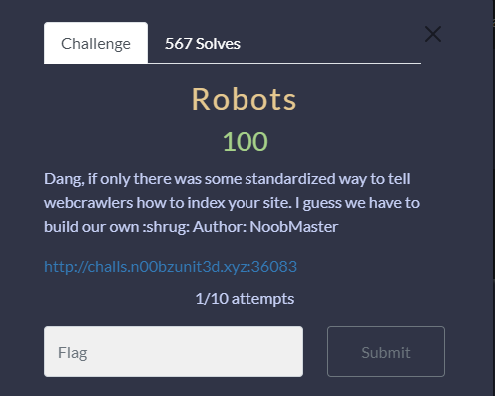 Challenge 567 Solves
Robots
100
Dang, if only there was some standardized way to tell
webcrawlers how to index your site. I guess we have to
build our own :shrug: Author: NoobMaster
http://challs.n00bzunit3d.xyz:36083
1/10 attempts
Flag Submit